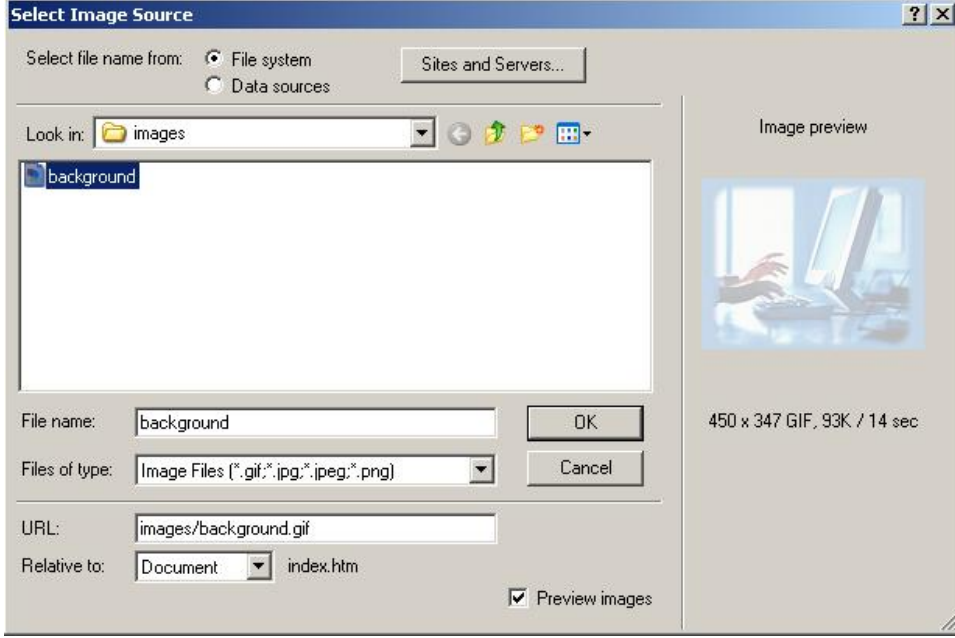 Select Image Source
Select file name from: File system Sites and Servers...
Data sources
Look in: images
Image preview
background
File name: background OK
450 x 347 GIF, 93K / 14 sec
Files of type: Image Files (*.gif;*.jpg;*.jpeg;*.png) Cancel
URL: images/background.gif
Relative to: Document index.htm
Preview images